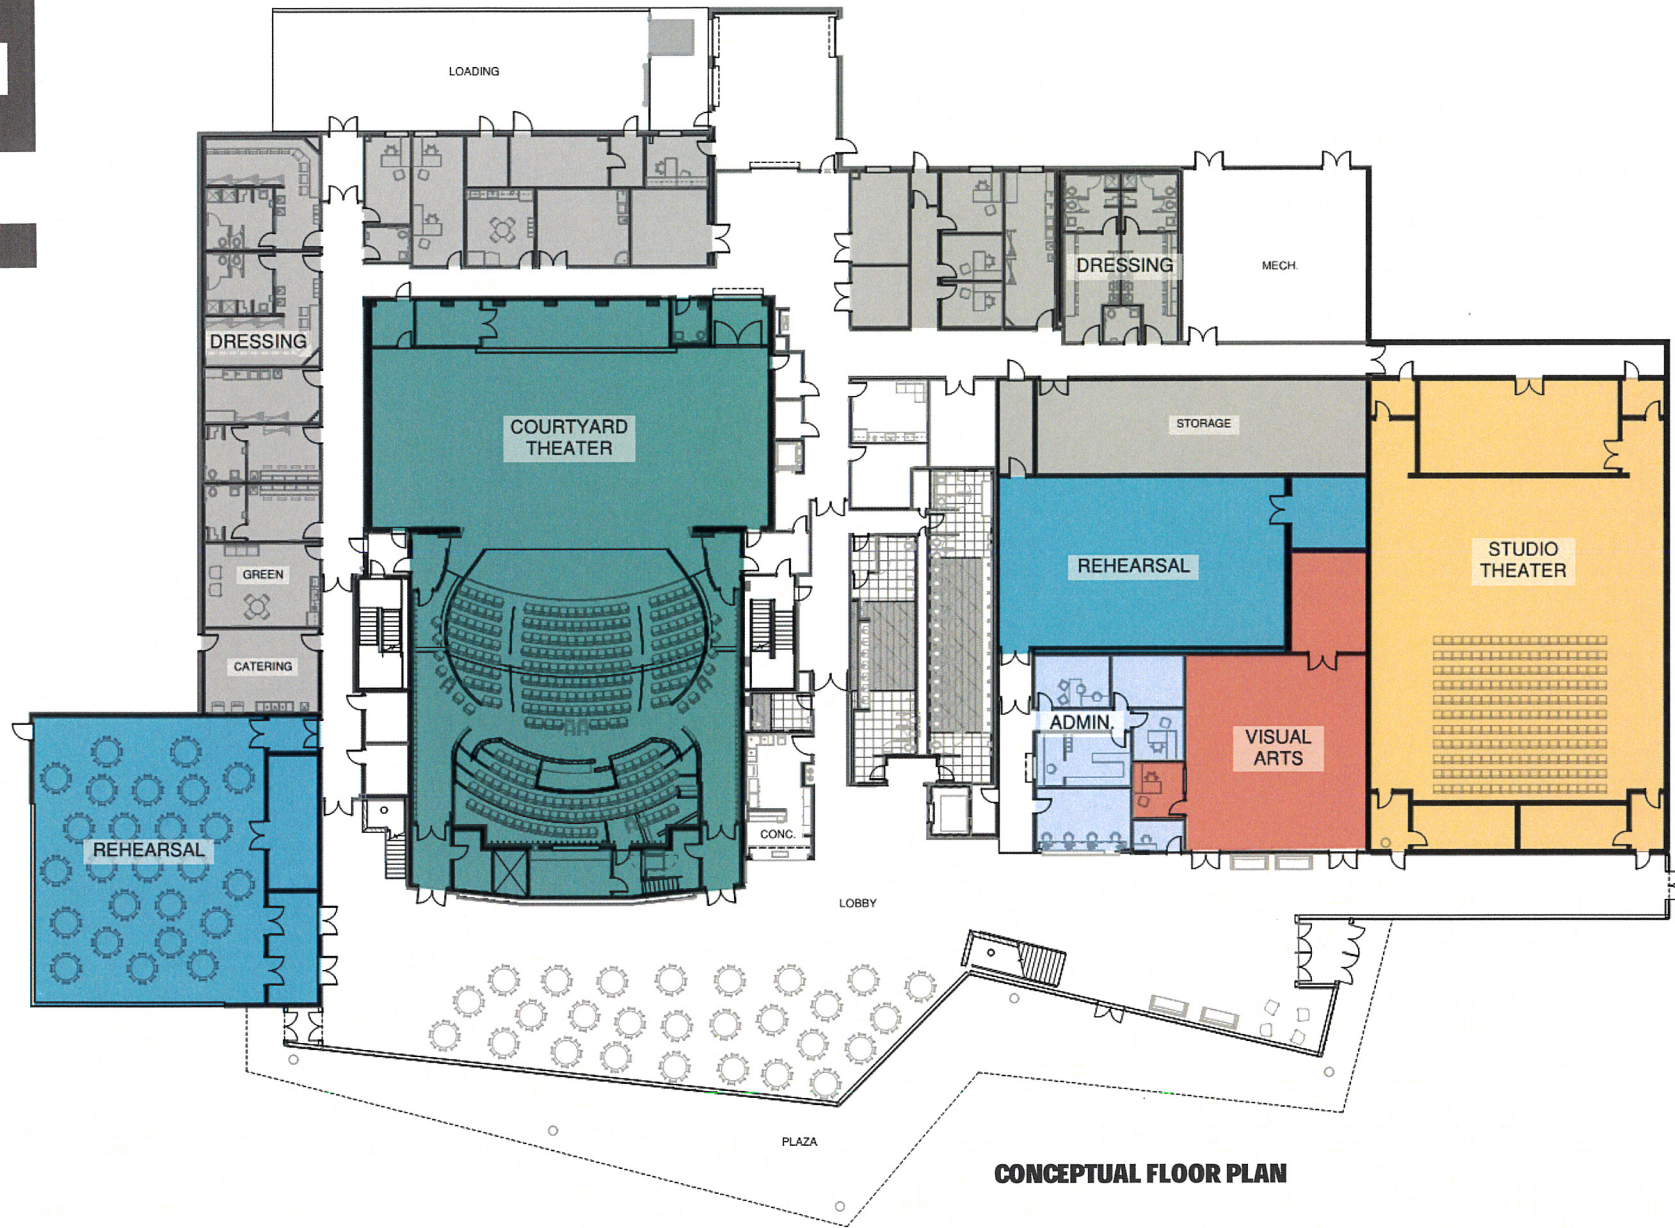 LOADING
DRESSING
MECH.
DRESSING
COURTYARD
THEATER
STORAGE
STUDIO
THEATER
REHEARSAL
GREEN
CATERING
ADMIN.
VISUAL
ARTS
CONC.
REHEARSAL
LOBBY
PLAZA
CONCEPTUAL FLOOR PLAN